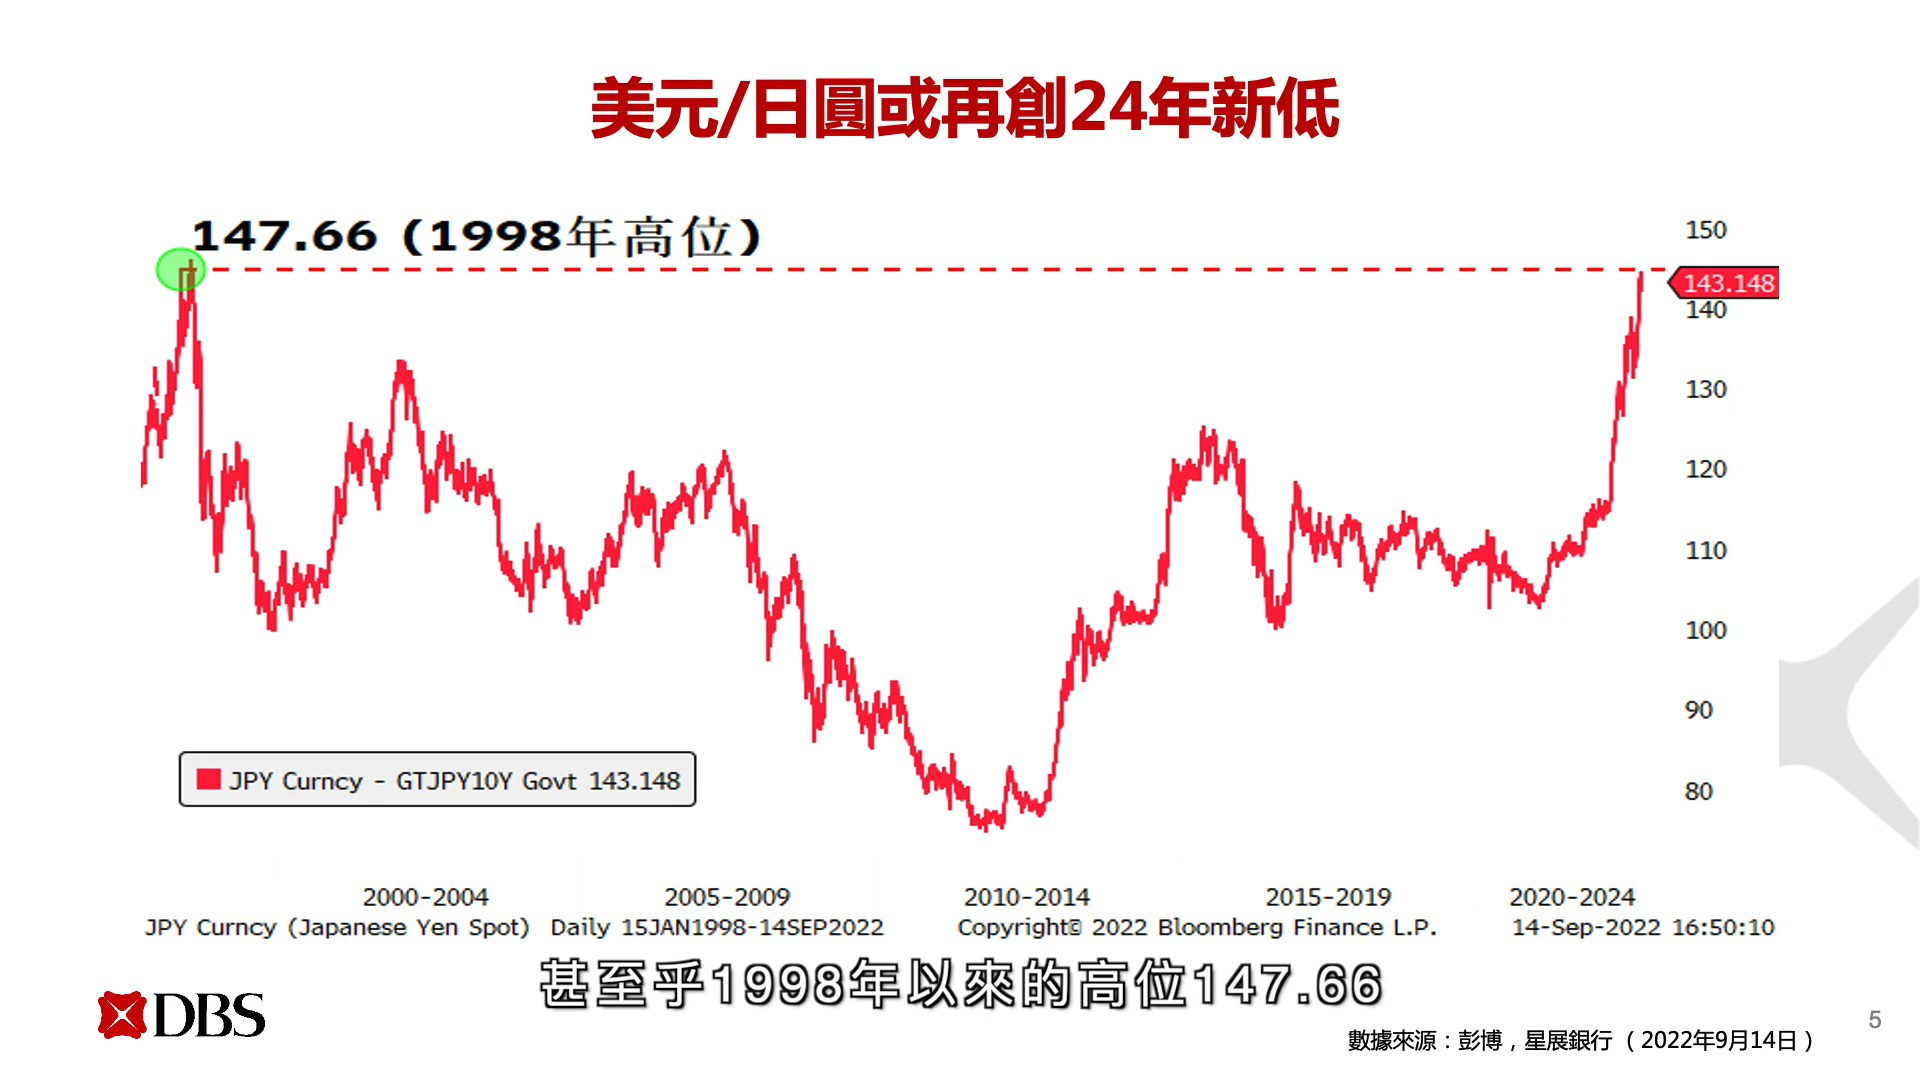 美元/日圓或再創24年新低
147.66 (1998年高位)
150
143.148
140
130
120
110
100
90
80
JPY Curncy - GTJPY10Y Govt 143.148
2000-2004 2005-2009 2010-2014 2015-2019 2020-2024
JPY Curncy (Japanese Yen Spot) Daily 15JAN1998-14SEP2022 Copyright© 2022 Bloomberg Finance L.P. 14-Sep-2022 16:50:10
甚至乎1998年以來的高位147.66
DBS
5
數據來源：彭博，星展銀行（2022年9月14日）